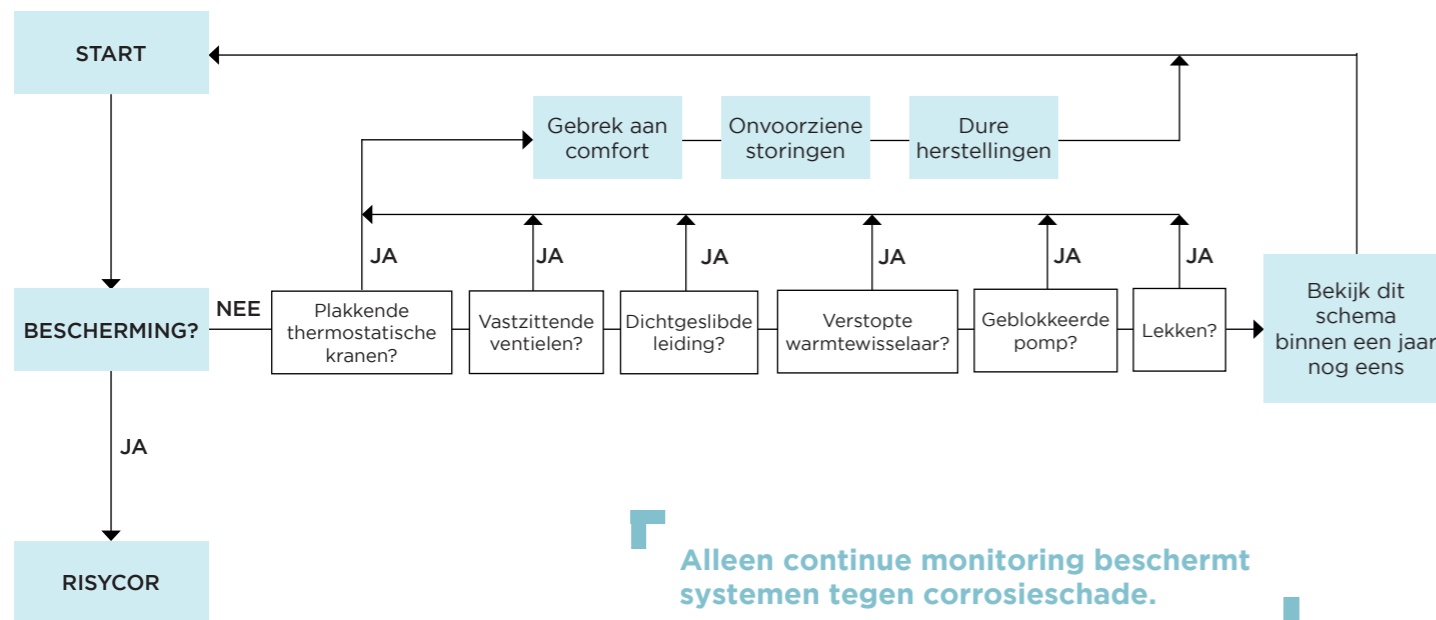 START
Gebrek aan
comfort
Onvoorziene
storingen
Dure
herstellingen
JA
JA
JA
JA
JA
JA
BESCHERMING?
NEE
Plakkende
thermostatische
kranen?
Vastzittende
ventielen?
Dichtgeslibde
leiding?
Verstopte
warmtewisselaar?
Geblokkeerde
pomp?
Lekken?
Bekijk dit
schema
binnen een jaar
nog eens
JA
RISYCOR
Alleen continue monitoring beschermt
systemen tegen corrosieschade.